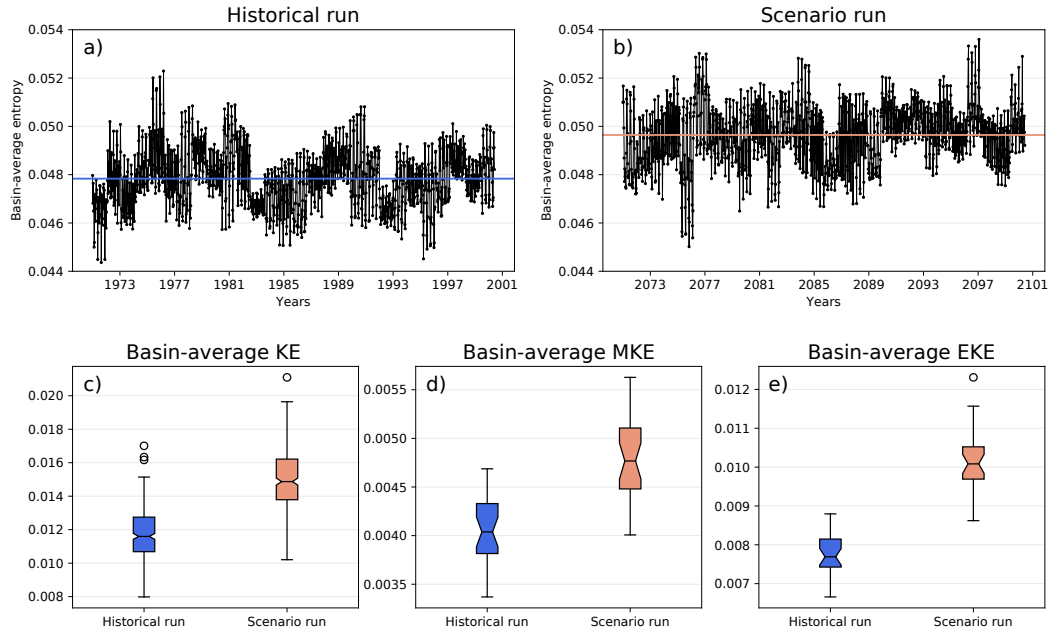 Historical run
a)
0.054
0.052
0.050
0.048
0.046
0.044
Basin-average entropy
1973 1977 1981 1985 1989 1993 1997 2001
Years
Scenario run
b)
0.054
0.052
0.050
0.048
0.046
0.044
Basin-average entropy
2073 2077 2081 2085 2089 2093 2097 2101
Years
Basin-average KE
c)
0.020
0.018
0.016
0.014
0.012
0.010
0.008
Historical run Scenario run
Basin-average MKE
d)
0.0055
0.0050
0.0045
0.0040
0.0035
Historical run Scenario run
Basin-average EKE
e)
0.012
0.011
0.010
0.009
0.008
0.007
Historical run Scenario run